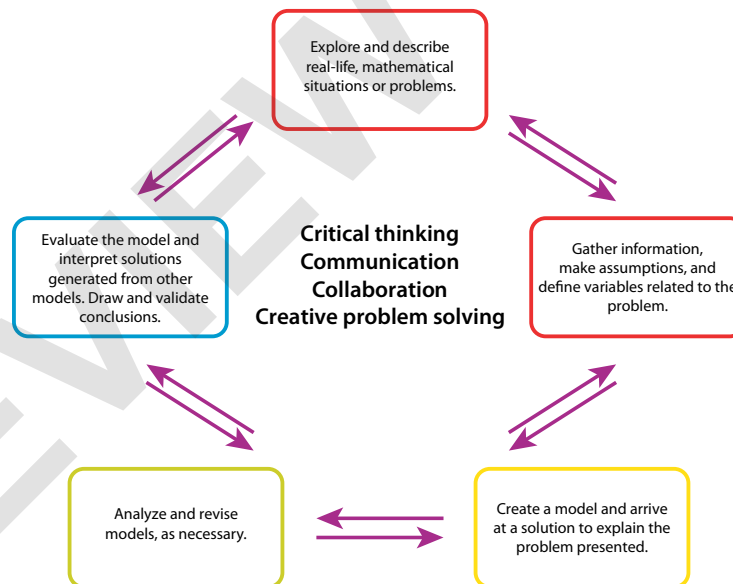 Explore and describe
real-life, mathematical
situations or problems.
Evaluate the model and
interpret solutions
generated from other
models. Draw and validate
conclusions.
Critical thinking
Communication
Collaboration
Creative problem solving
Gather information,
make assumptions, and
define variables related to the
problem.
Analyze and revise
models, as necessary.
Create a model and arrive
at a solution to explain the
problem presented.
EVIEW